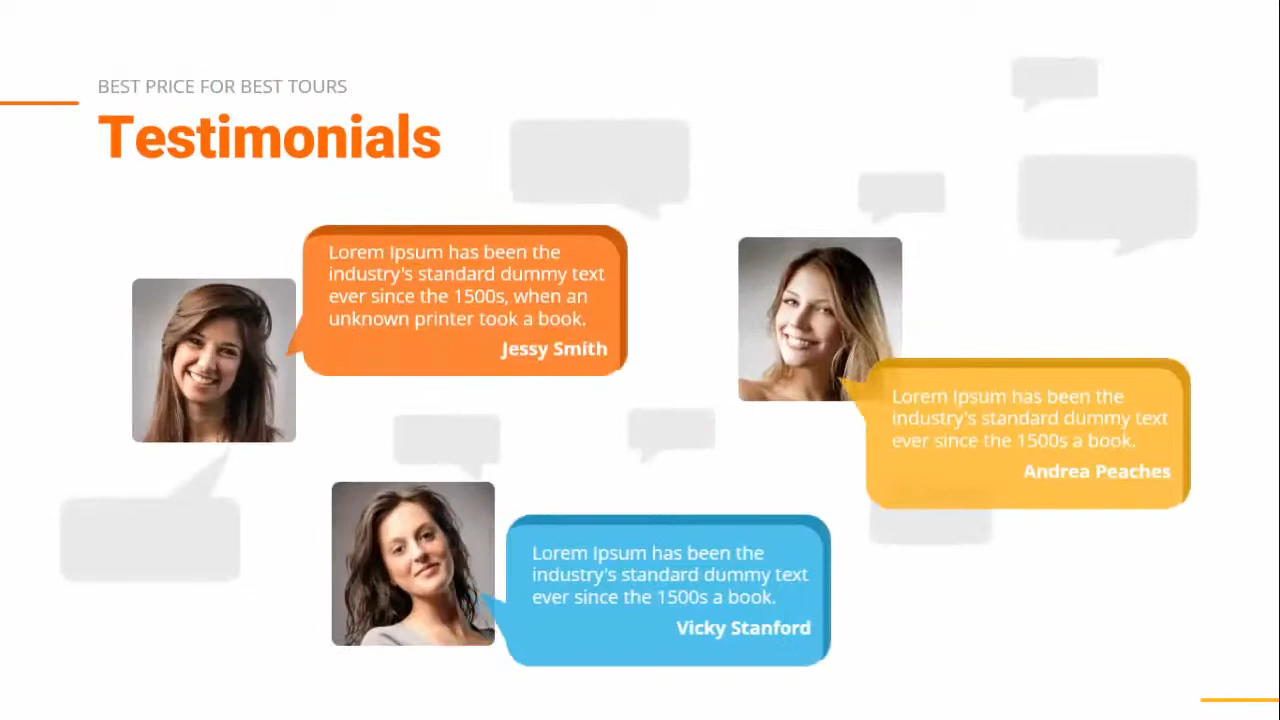 BEST PRICE FOR BEST TOURS
Testimonials
Lorem Ipsum has been the
industry's standard dummy text
ever since the 1500s, when an
unknown printer took a book.
Jessy Smith
Lorem Ipsum has been the
industry's standard dummy text
ever since the 1500s a book.
Andrea Peaches
Lorem Ipsum has been the
industry's standard dummy text
ever since the 1500s a book.
Vicky Stanford